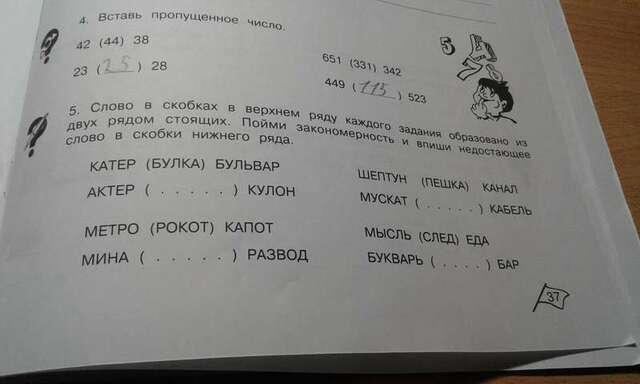 4. Вставь пропущенное число.
42 (44) 38
651 (331) 342
23 (25) 28
449 (115) 523
5. Слово в скобках в верхнем ряду каждого задания образовано из
двух рядом стоящих. Пойми закономерность и впиши недостающее
слово в скобки нижнего ряда.
КАТЕР (БУЛКА) БУЛЬВАР
ШЕПТУН (ПЕШКА) КАНАЛ
АКТЕР ( . . . . . ) КУЛОН
МУСКАТ ( . . . . . ) КАБЕЛЬ
МЕТРО (РОКОТ) КАПОТ
МЫСЛЬ (СЛЕД) ЕДА
МИНА ( . . . . . ) РАЗВОД
БУКВАРЬ ( . . . . ) БАР
37